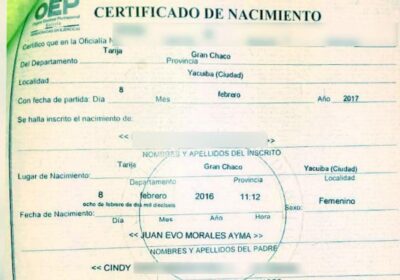 OEP
CERTIFICADO DE NACIMIENTO
Certifico que en la Oficialía N°
Tarija Gran Chaco
Del Departamento Provincia
Yacuiba (Ciudad)
Localidad
8 febrero 2017
Con fecha de partida: Día Mes Año
Se halla inscrito el nacimiento de:
<< >>
NOMBRES Y APELLIDOS DEL INSCRITO
Tarija Gran Chaco Yacuiba (Ciudad)
Lugar de Nacimiento: Departamento Provincia Localidad
8 febrero 2016 11:12 Femenino
ocho de febrero de dos mil dieciséis Sexo:
Fecha de Nacimiento: Día Mes Año Hora
<<JUAN EVO MORALES AYMA >>
NOMBRES Y APELLIDOS DEL PADRE
<< CINDY >>